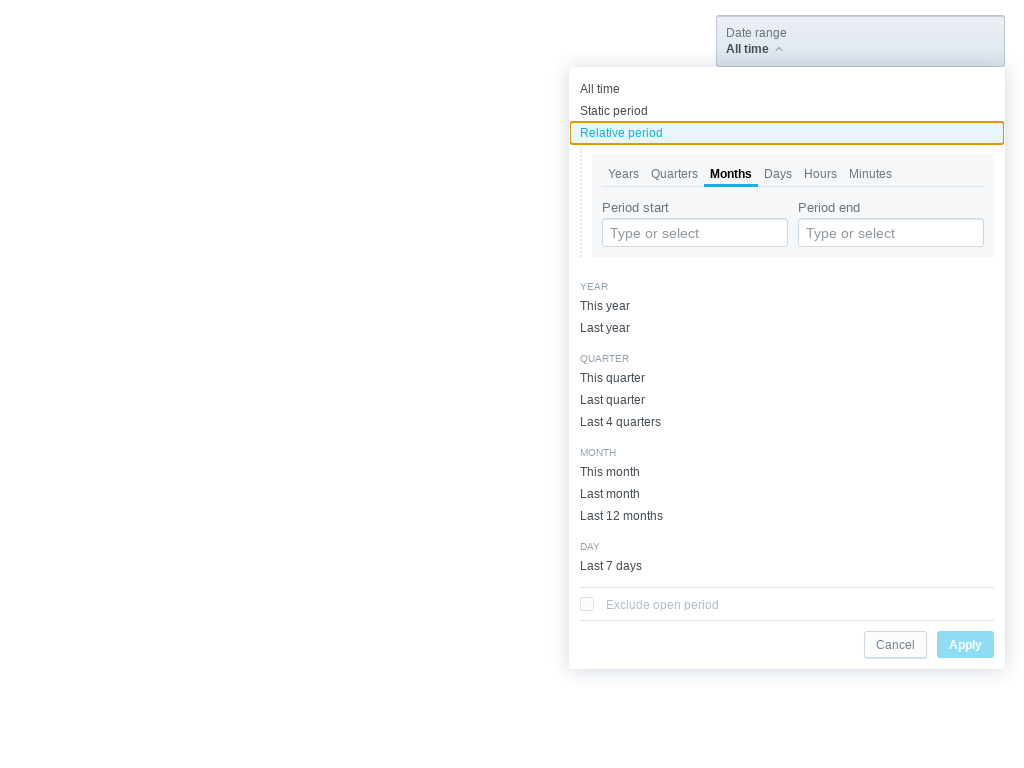 Date range
All time
All time
Static period
Relative period
Years Quarters Months Days Hours Minutes
Period start Period end
Type or select Type or select
YEAR
This year
Last year
QUARTER
This quarter
Last quarter
Last 4 quarters
MONTH
This month
Last month
Last 12 months
DAY
Last 7 days
Exclude open period
Cancel Apply